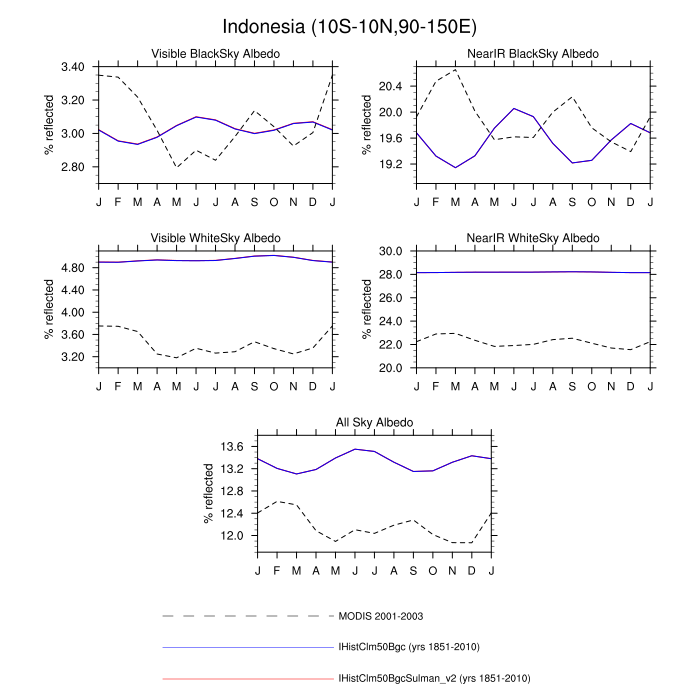 Indonesia (10S-10N,90-150E)
Visible BlackSky Albedo
% reflected
3.40
3.20
3.00
2.80
J F M A M J J A S O N D J
NearIR BlackSky Albedo
% reflected
20.4
20.0
19.6
19.2
J F M A M J J A S O N D J
Visible WhiteSky Albedo
% reflected
4.80
4.40
4.00
3.60
3.20
J F M A M J J A S O N D J
NearIR WhiteSky Albedo
% reflected
30.0
28.0
26.0
24.0
22.0
20.0
J F M A M J J A S O N D J
All Sky Albedo
% reflected
13.6
13.2
12.8
12.4
12.0
J F M A M J J A S O N D J
MODIS 2001-2003
IHistClm50Bgc (yrs 1851-2010)
IHistClm50BgcSulman_v2 (yrs 1851-2010)